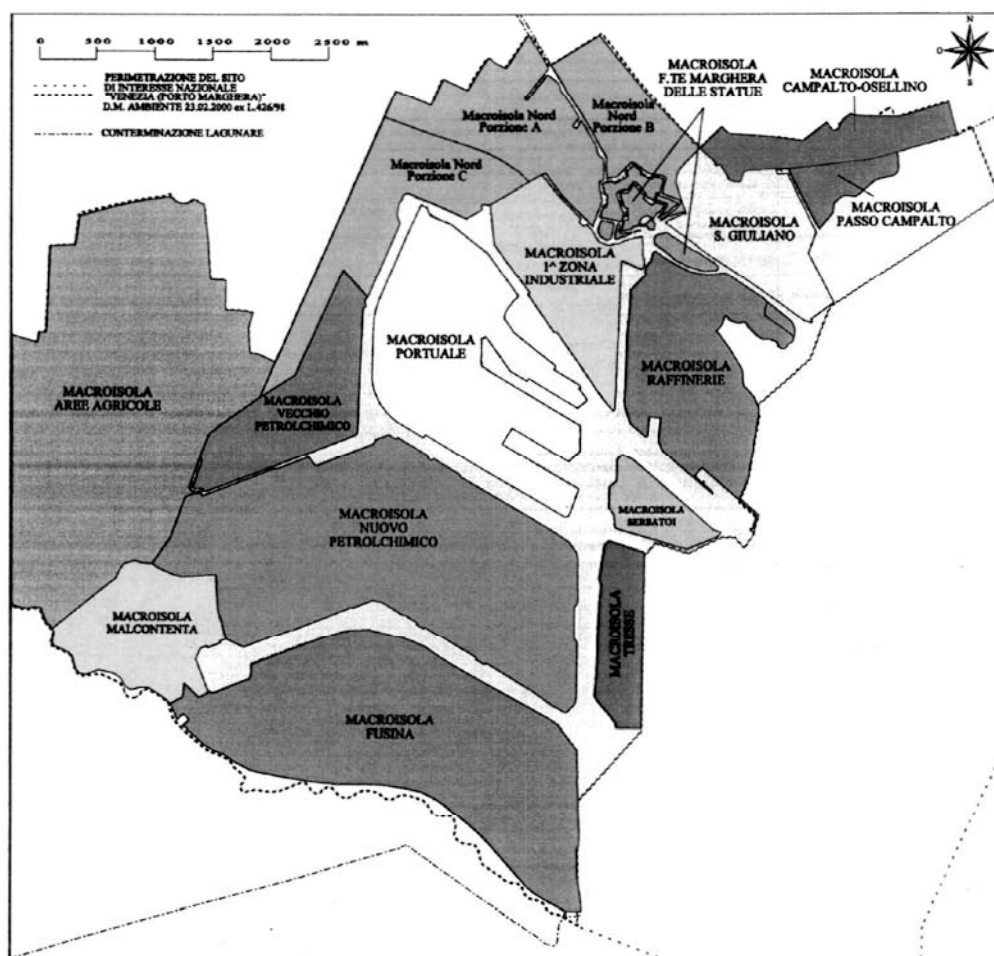 0 500 1000 1500 2000 2500 m
PERIMETRAZIONE DEL SITO
DI INTERESSE NAZIONALE
"VENEZIA (PORTO MARGHERA)"
D.M. AMBIENTE 23.02.2000 ex L.426/98
CONTERMINAZIONE LAGUNARE
N
O
S
MACROISOLA
F.TE MARGHERA
DELLE STATUE
MACROISOLA
CAMPALTO-OSELLINO
Macroisola Nord
Porzione A
Macroisola
Nord
Porzione B
Macroisola Nord
Porzione C
MACROISOLA
PASSO CAMPALTO
MACROISOLA
S. GIULIANO
MACROISOLA
1^ ZONA
INDUSTRIALE
MACROISOLA
PORTUALE
MACROISOLA
RAFFINERIE
MACROISOLA
AREE AGRICOLE
MACROISOLA
VECCHIO
PETROLCHIMICO
MACROISOLA
SERBATOI
MACROISOLA
NUOVO
PETROLCHIMICO
MACROISOLA
MALCONTENTA
MACROISOLA
TRESSE
MACROISOLA
FUSINA